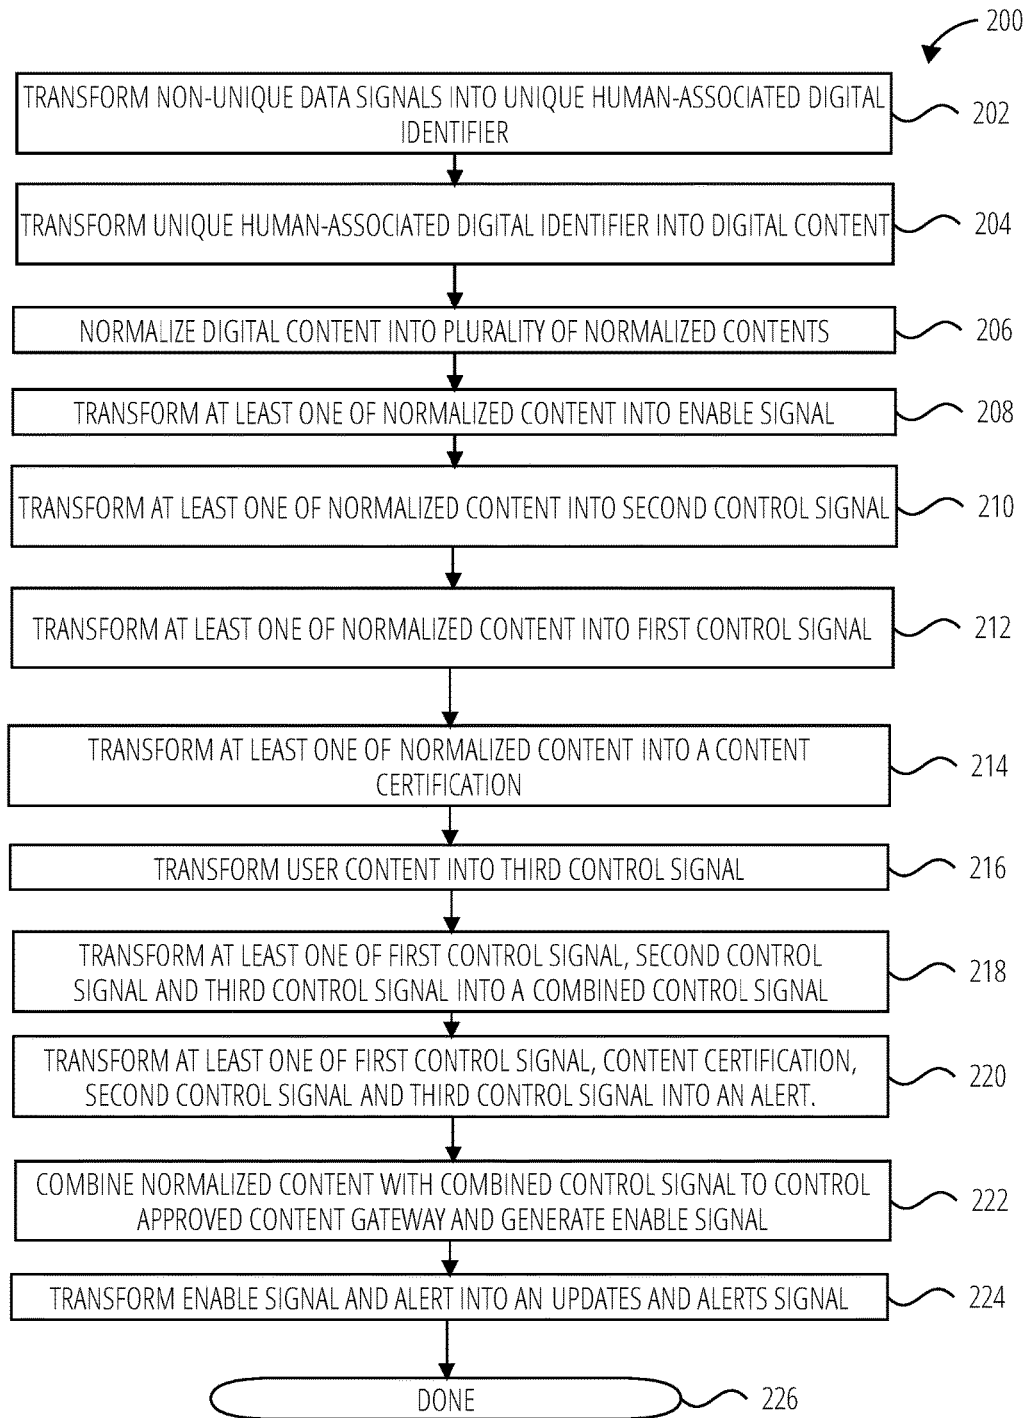 200
TRANSFORM NON-UNIQUE DATA SIGNALS INTO UNIQUE HUMAN-ASSOCIATED DIGITAL
IDENTIFIER
202
TRANSFORM UNIQUE HUMAN-ASSOCIATED DIGITAL IDENTIFIER INTO DIGITAL CONTENT
204
NORMALIZE DIGITAL CONTENT INTO PLURALITY OF NORMALIZED CONTENTS
206
TRANSFORM AT LEAST ONE OF NORMALIZED CONTENT INTO ENABLE SIGNAL
208
TRANSFORM AT LEAST ONE OF NORMALIZED CONTENT INTO SECOND CONTROL SIGNAL
210
TRANSFORM AT LEAST ONE OF NORMALIZED CONTENT INTO FIRST CONTROL SIGNAL
212
TRANSFORM AT LEAST ONE OF NORMALIZED CONTENT INTO A CONTENT
CERTIFICATION
214
TRANSFORM USER CONTENT INTO THIRD CONTROL SIGNAL
216
TRANSFORM AT LEAST ONE OF FIRST CONTROL SIGNAL, SECOND CONTROL
SIGNAL AND THIRD CONTROL SIGNAL INTO A COMBINED CONTROL SIGNAL
218
TRANSFORM AT LEAST ONE OF FIRST CONTROL SIGNAL, CONTENT CERTIFICATION,
SECOND CONTROL SIGNAL AND THIRD CONTROL SIGNAL INTO AN ALERT.
220
COMBINE NORMALIZED CONTENT WITH COMBINED CONTROL SIGNAL TO CONTROL
APPROVED CONTENT GATEWAY AND GENERATE ENABLE SIGNAL
222
TRANSFORM ENABLE SIGNAL AND ALERT INTO AN UPDATES AND ALERTS SIGNAL
224
DONE
226